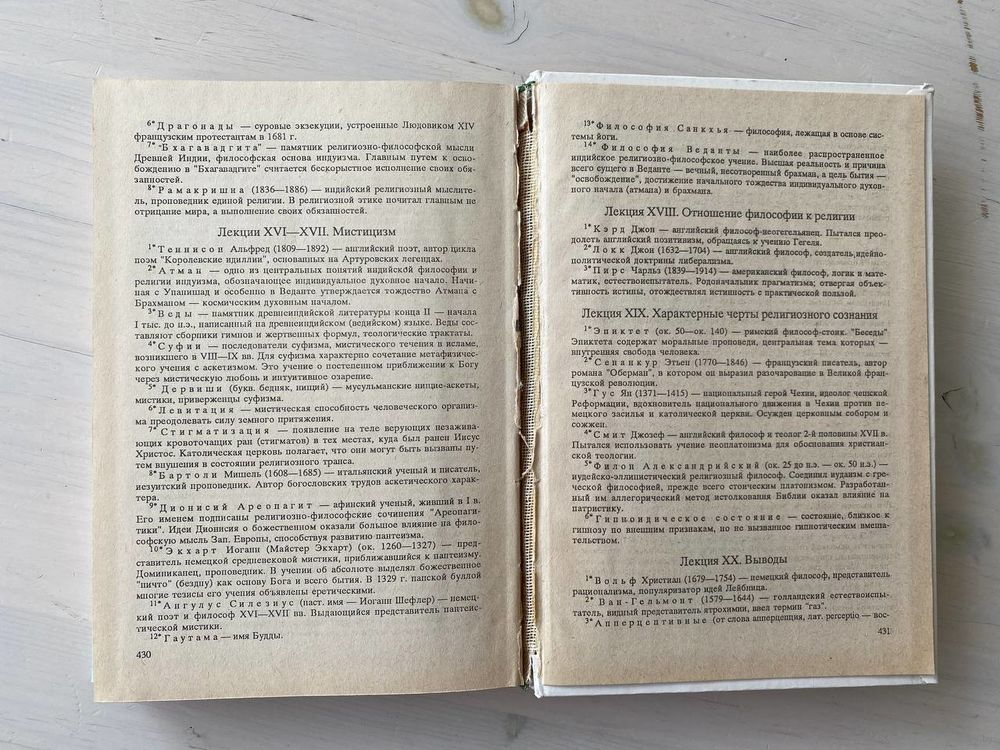 6* Драгонады — суровые экзекуции, устроенные Людовиком XIV
французским протестантам в 1681 г.
7* "Бхагавадгита" — памятник религиозно-философской мысли
Древней Индии, философская основа индуизма. Главным путем к осво-
бождению в "Бхагавадгите" считается бескорыстное исполнение своих обя-
занностей.
8* Рамакришна (1836—1886) — индийский религиозный мыслите-
ль, проповедник единой религии. В религиозной этике почитал главным не
отрицание мира, а выполнение своих обязанностей.
Лекции XVI—XVII. Мистицизм
1* Теннисон Альфред (1809—1892) — английский поэт, автор цикла
поэм "Королевские идиллии", основанных на Артуровских легендах.
2* Атман — одно из центральных понятий индийской философии и
религии индуизма, обозначающее индивидуальное духовное начало. Начи-
ная с Упанишад и особенно в Веданте утверждается тождество Атмана с
Брахманом — космическим духовным началом.
3* Веды — памятник древнеиндийской литературы конца II — начала
I тыс. до н.э., написанный на древнеиндийском (ведийском) языке. Веды сос-
тавляют сборники гимнов и жертвенных формул, теологические трактаты.
4* Суфии — последователи суфизма, мистического течения в исламе,
возникшего в VIII—IX вв. Для суфизма характерно сочетание метафизичес-
кого учения с аскетизмом. Это учение о постепенном приближении к Богу
через мистическую любовь и интуитивное озарение.
5* Дервиши (букв. бедняк, нищий) — мусульманские нищие-аскеты,
мистики, приверженцы суфизма.
6* Левитация — мистическая способность человеческого организ-
ма преодолевать силу земного притяжения.
7* Стигматизация — появление на теле верующих незажива-
ющих кровоточащих ран (стигматов) в тех местах, куда был ранен Иисус
Христос. Католическая церковь полагает, что они могут быть вызваны пу-
тем внушения в состоянии религиозного транса.
8* Бартоли Мишель (1608—1685) — итальянский ученый и писатель,
иезуитский проповедник. Автор богословских трудов аскетического харак-
тера.
9* Дионисий Ареопагит — афинский ученый, живший в I в.
Его именем подписаны религиозно-философские сочинения "Ареопаги-
тики". Идеи Дионисия о божественном оказали большое влияние на фило-
софскую мысль Зап. Европы, способствуя развитию пантеизма.
10* Экхарт Иоганн (Майстер Экхарт) (ок. 1260—1327) — пред-
ставитель немецкой средневековой мистики, приближавшийся к пантеизму.
Доминиканец, проповедник. В учении об абсолюте выделял божественное
"ничто" (бездну) как основу Бога и всего бытия. В 1329 г. папской буллой
многие тезисы его учения объявлены еретическими.
11* Ангулус Силезиус (наст. имя — Иоганн Шефлер) — немец-
кий поэт и философ XVI—XVII вв. Выдающийся представитель пантеис-
тической мистики.
12* Гаутама — имя Будды.
430
13* Философия Санкхья — философия, лежащая в основе сис-
темы йоги.
14* Философия Веданты — наиболее распространенное
индийское религиозно-философское учение. Высшая реальность и причина
всего сущего в Веданте — вечный, несотворенный брахман, а цель бытия —
"освобождение", достижение начального тождества индивидуального духов-
ного начала (атмана) и брахмана.
Лекция XVIII. Отношение философии к религии
1* Кэрд Джон — английский философ-неогегельянец. Пытался прео-
долеть английский позитивизм, обращаясь к учению Гегеля.
2* Локк Джон (1632—1704) — английский философ, создатель идейно-
политической доктрины либерализма.
3* Пирс Чарльз (1839—1914) — американский философ, логик и мате-
матик, естествоиспытатель. Родоначальник прагматизма; отвергая объек-
тивность истины, отождествлял истинность с практической пользой.
Лекция XIX. Характерные черты религиозного сознания
1* Эпиктет (ок. 50—ок. 140) — римский философ-стоик. "Беседы"
Эпиктета содержат моральные проповеди, центральная тема которых —
внутренняя свобода человека.
2* Сенанкур Этьен (1770—1846) — французский писатель, автор
романа "Оберман", в котором он выразил разочарование в Великой фран-
цузской революции.
3* Гус Ян (1371—1415) — национальный герой Чехии, идеолог чешской
Реформации, вдохновитель национального движения в Чехии против не-
мецкого засилья и католической церкви. Осужден церковным собором и
сожжен.
4* Смит Джозеф — английский философ и теолог 2-й половины XVII в.
Пытался использовать учение неоплатонизма для обоснования христиан-
ской теологии.
5* Филон Александрийский (ок. 25 до н.э. — ок. 50 н.э.) —
иудейско-эллинистический религиозный философ. Соединил иудаизм с гре-
ческой философией, прежде всего стоическим платонизмом. Разработан-
ный им аллегорический метод истолкования Библии оказал влияние на
патристику.
6* Гипноидическое состояние — состояние, близкое к
гипнозу по внешним признакам, но не вызванное гипнотическим вмеша-
тельством.
Лекция XX. Выводы
1* Вольф Христиан (1679—1754) — немецкий философ, представитель
рационализма, популяризатор идей Лейбница.
2* Ван-Гельмонт (1579—1644) — голландский естествоиспы-
татель, видный представитель ятрохимии, ввел термин "газ".
3* Апперцептивные (от слова апперцепция, лат. perceptio — вос-
431